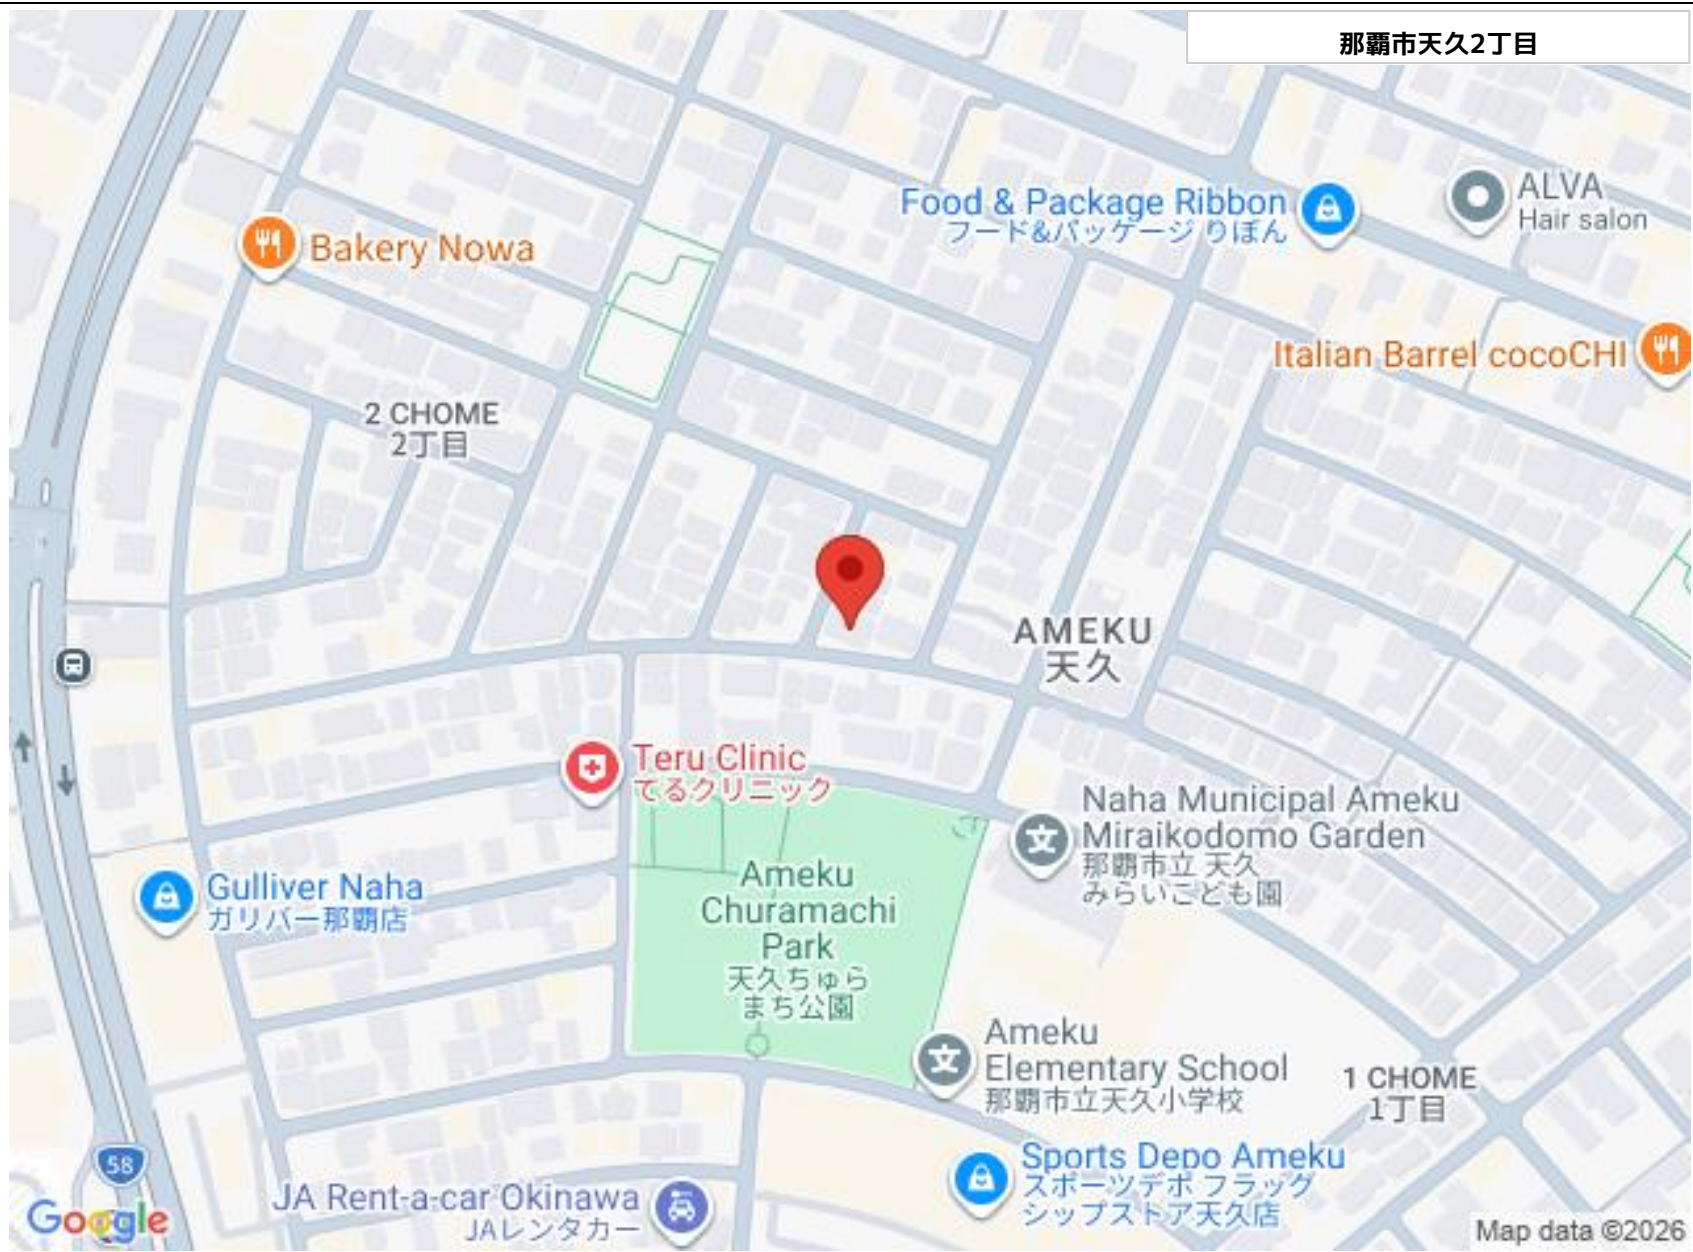 那覇市天久2丁目
ALVA
Hair salon
Food & Package Ribbon
フード&パッケージ りぼん
Bakery Nowa
Italian Barrel cocoCHI
2 CHOME
2丁目
AMEKU
天久
Teru Clinic
てるクリニック
Naha Municipal Ameku
Miraikodomo Garden
那覇市立 天久
みらいこども園
Ameku
Churamachi
Park
天久ちゅら
まち公園
Gulliver Naha
ガリバー那覇店
Ameku
Elementary School
那覇市立天久小学校
1 CHOME
1丁目
58
Sports Depo Ameku
スポーツデポ フラッグ
シップストア天久店
JA Rent-a-car Okinawa
JAレンタカー
Google
Map data ©2026